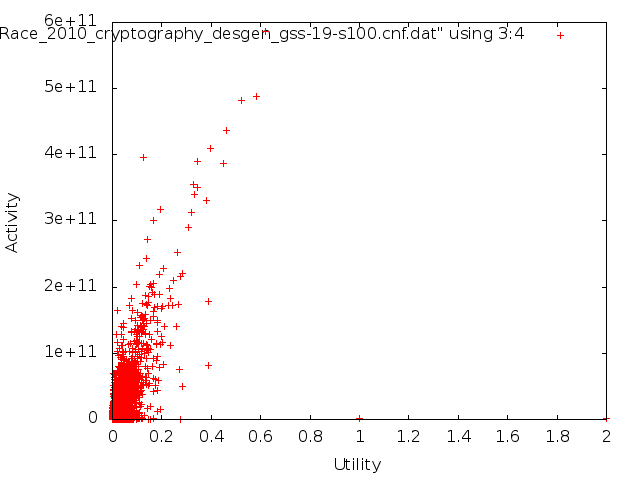 6e+11
Race_2010_cryptography_desgen_gss-19-s100.cnf.dat" using 3:4
5e+11
4e+11
3e+11
2e+11
1e+11
0
Activity
0 0.2 0.4 0.6 0.8 1 1.2 1.4 1.6 1.8 2
Utility